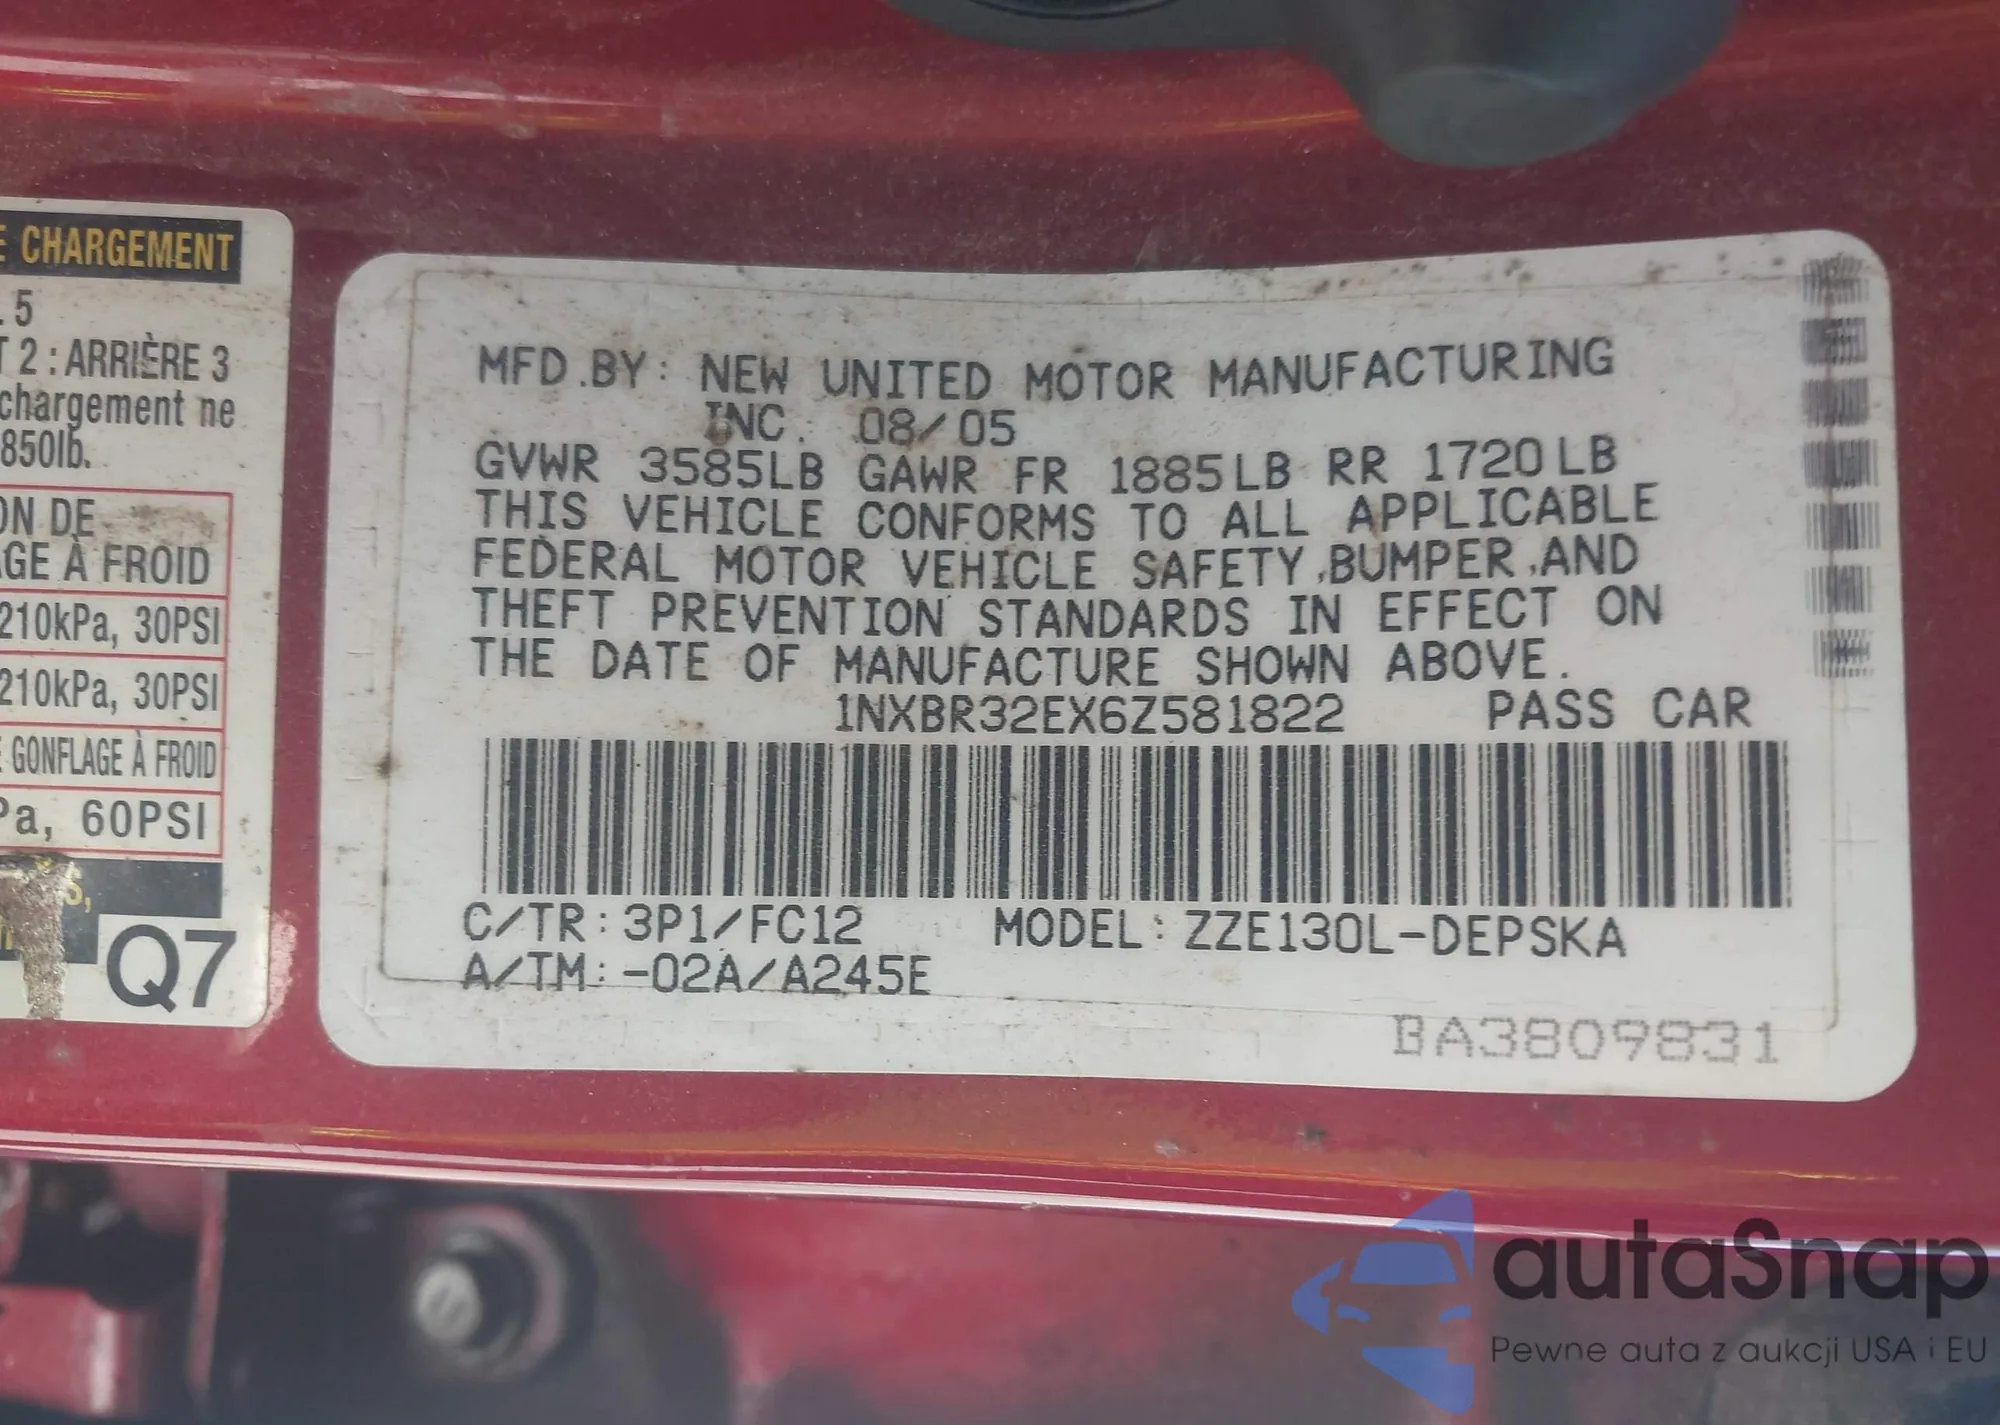 E CHARGEMENT
.5
T 2 : ARRIÈRE 3
chargement ne
850lb.
ON DE
GE À FROID
210kPa, 30PSI
210kPa, 30PSI
E GONFLAGE À FROID
Pa, 60PSI
S,
Q7
MFD.BY: NEW UNITED MOTOR MANUFACTURING
INC. 08/05
GVWR 3585LB GAWR FR 1885LB RR 1720LB
THIS VEHICLE CONFORMS TO ALL APPLICABLE
FEDERAL MOTOR VEHICLE SAFETY,BUMPER,AND
THEFT PREVENTION STANDARDS IN EFFECT ON
THE DATE OF MANUFACTURE SHOWN ABOVE.
1NXBR32EX6Z581822 PASS CAR
C/TR:3P1/FC12 MODEL:ZZE130L-DEPSKA
A/TM:-02A/A245E
BA3809831
autaSnap
Pewne auta z aukcji USA i EU